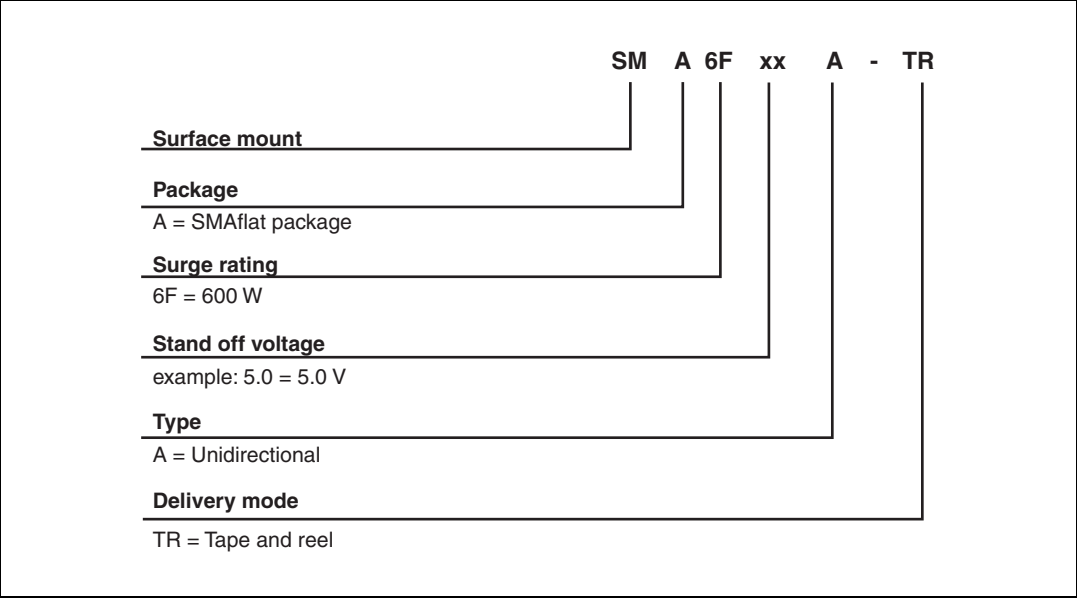 SM A 6F xx A - TR
Surface mount
Package
A = SMAflat package
Surge rating
6F = 600 W
Stand off voltage
example: 5.0 = 5.0 V
Type
A = Unidirectional
Delivery mode
TR = Tape and reel